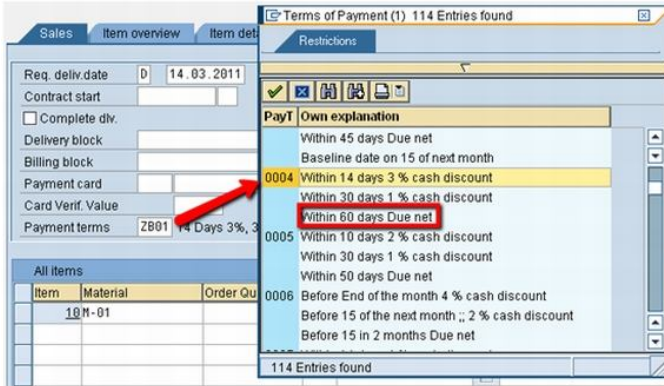 Terms of Payment (1) 114 Entries found
Restrictions
Sales Item overview Item
Req. deliv.date D 14.03.2011
Contract start
Complete dlv.
Delivery block
Billing block
Payment card
Card Verif. Value
Payment terms ZB01 14 Days 3%, 3
All items
Item Material Order Qu
10 M-01
PayT Own explanation
Within 45 days Due net
Baseline date on 15 of next month
0004 Within 14 days 3 % cash discount
Within 30 days 1 % cash discount
Within 60 days Due net
0005 Within 10 days 2 % cash discount
Within 30 days 1 % cash discount
Within 50 days Due net
0006 Before End of the month 4 % cash discount
Before 15 of the next month ;; 2 % cash discount
Before 15 in 2 months Due net
114 Entries found